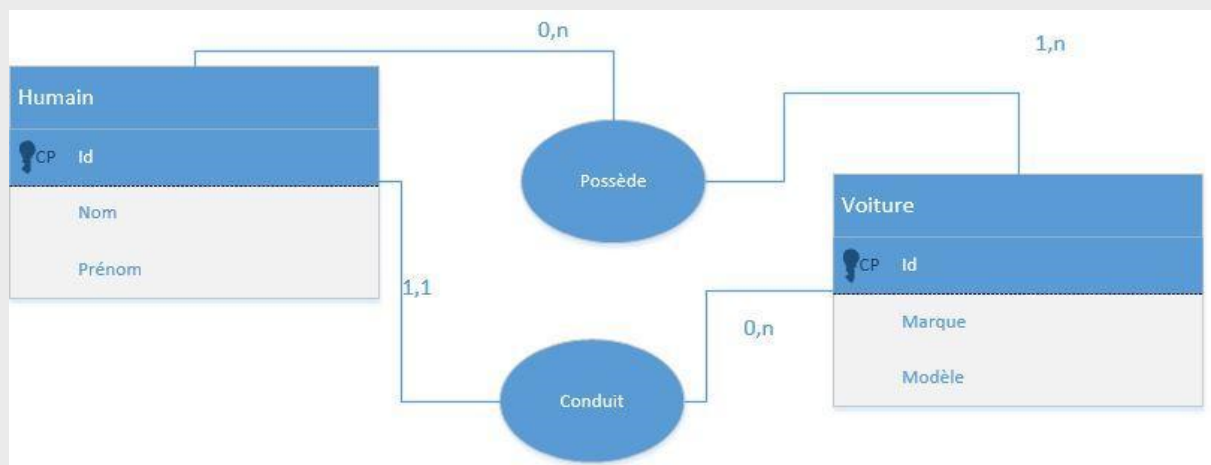 0,n
1,n
Humain
CP Id
Nom
Prénom
Possède
Voiture
CP Id
Marque
Modèle
1,1
0,n
Conduit